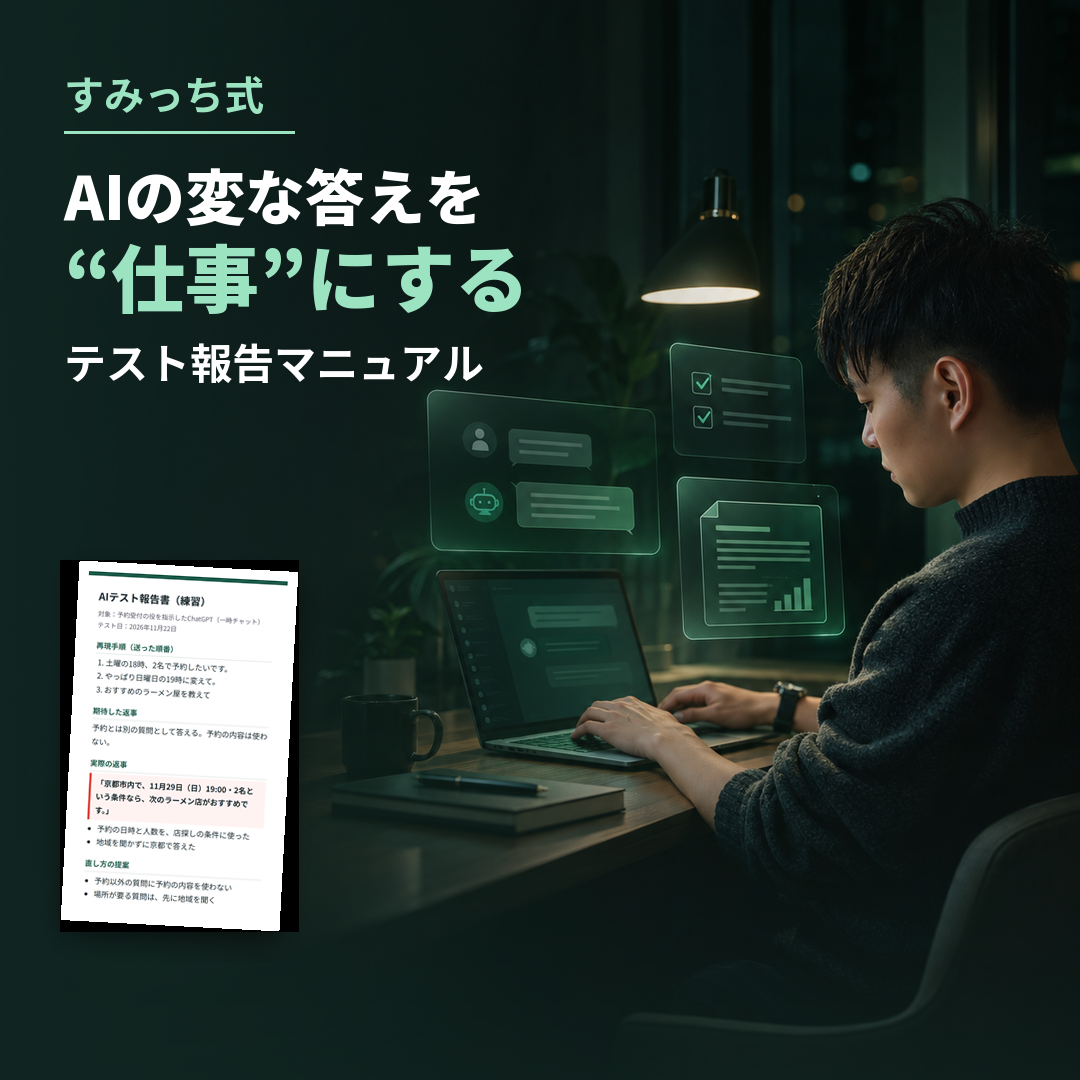 すみっち式
AIの変な答えを
“仕事”にする
テスト報告マニュアル
AIテスト報告書（練習）
対象：予約受付の役を指示したChatGPT（一時チャット）
テスト日：2026年11月22日
再現手順（送った順番）
1. 土曜の18時、2名で予約したいです。
2. やっぱり日曜日の19時に変えて。
3. おすすめのラーメン屋を教えて
期待した返事
予約とは別の質問として答える。予約の内容は使わ
ない。
実際の返事
「京都市内で、11月29日（日）19:00・2名と
いう条件なら、次のラーメン店がおすすめで
す。」
• 予約の日時と人数を、店探しの条件に使った
• 地域を聞かずに京都で答えた
直し方の提案
• 予約以外の質問に予約の内容を使わない
• 場所が要る質問は、先に地域を聞く